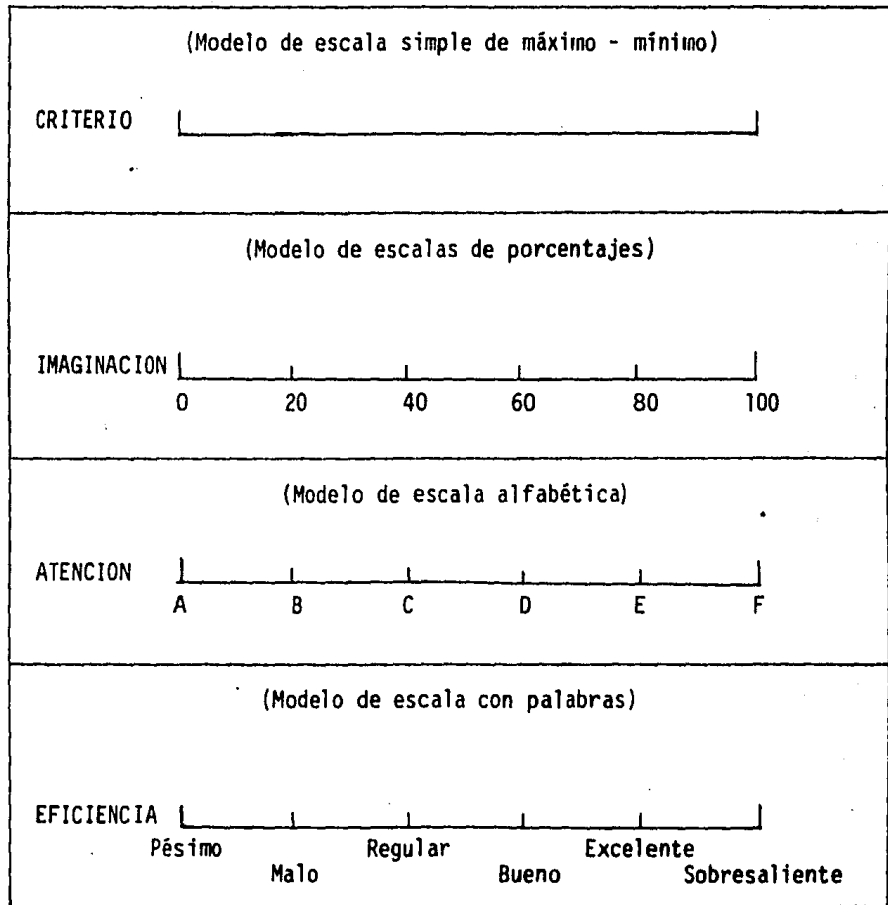 (Modelo de escala simple de máximo - mínimo)
CRITERIO
(Modelo de escalas de porcentajes)
IMAGINACION
0 20 40 60 80 100
(Modelo de escala alfabética)
ATENCION
A B C D E F
(Modelo de escala con palabras)
EFICIENCIA
Pésimo Regular Excelente
Malo Bueno Sobresaliente